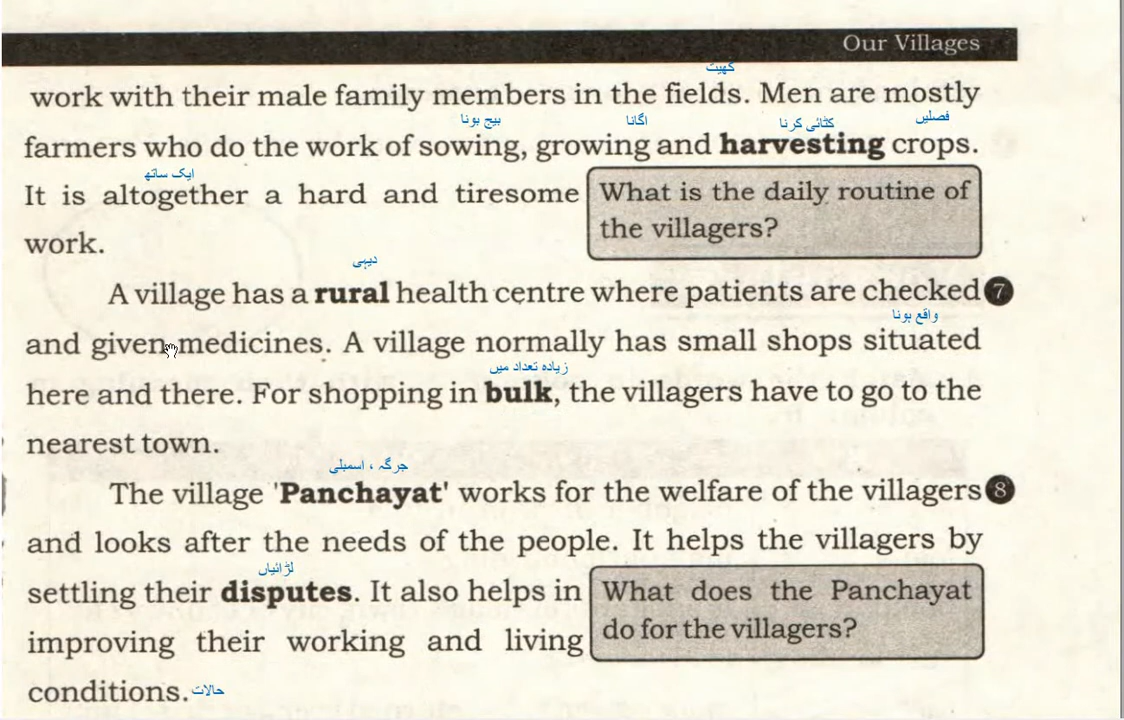 Our Villages
کھیت
work with their male family members in the fields. Men are mostly
بیج بونا اگانا کٹائی کرنا فصلیں
farmers who do the work of sowing, growing and harvesting crops.
ایک ساتھ
It is altogether a hard and tiresome
work.
What is the daily routine of
the villagers?
دیہی
A village has a rural health centre where patients are checked 7
واقع ہونا
and given medicines. A village normally has small shops situated
زیادہ تعداد میں
here and there. For shopping in bulk, the villagers have to go to the
nearest town.
جرگہ ، اسمبلی
The village 'Panchayat' works for the welfare of the villagers 8
and looks after the needs of the people. It helps the villagers by
لڑائیاں
settling their disputes. It also helps in
improving their working and living
conditions. حالات
What does the Panchayat
do for the villagers?